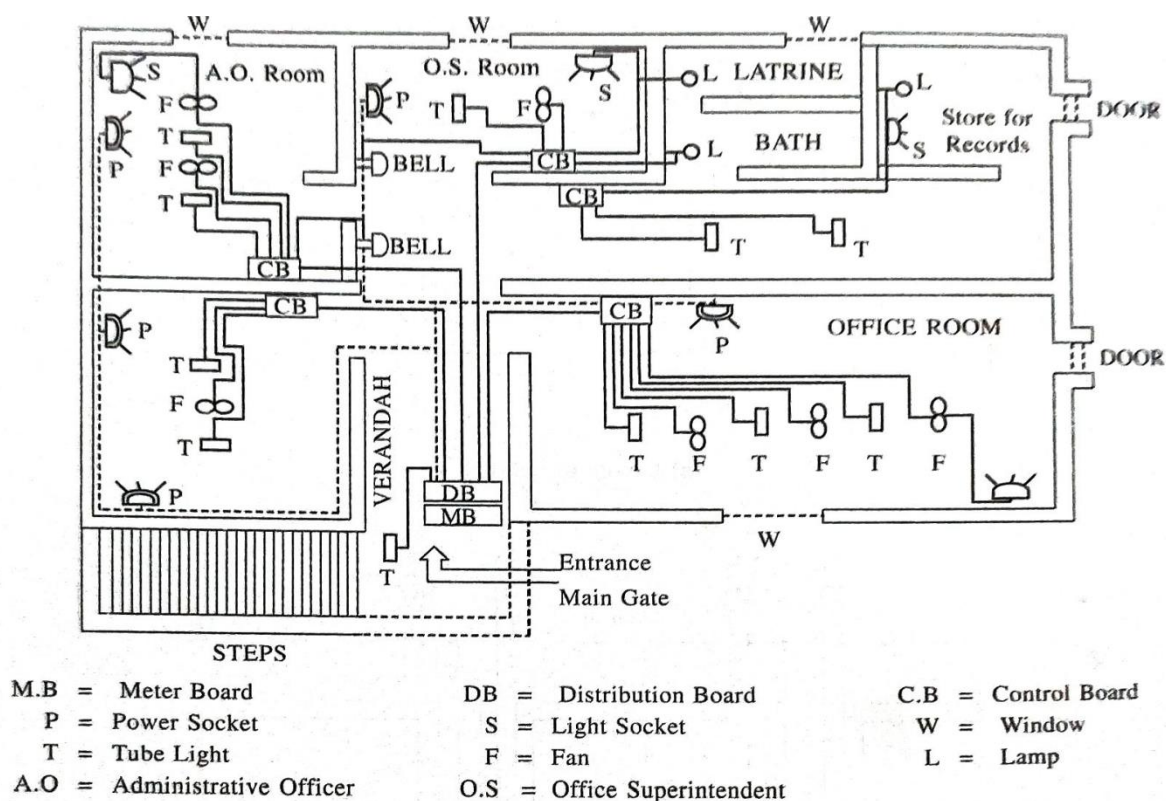 W
W
W
S
A.O. Room
O.S. Room
S
L
LATRINE
L
F
P
T
F
DOOR
T
P
Store for
Records
F
BELL
CB
L
BATH
S
T
CB
BELL
T
T
CB
CB
CB
P
P
OFFICE ROOM
T
DOOR
F
T
VERANDAH
T
F
T
F
T
F
P
DB
MB
W
T
Entrance
Main Gate
STEPS
M.B = Meter Board
DB = Distribution Board
C.B = Control Board
P = Power Socket
S = Light Socket
W = Window
T = Tube Light
F = Fan
L = Lamp
A.O = Administrative Officer
O.S = Office Superintendent